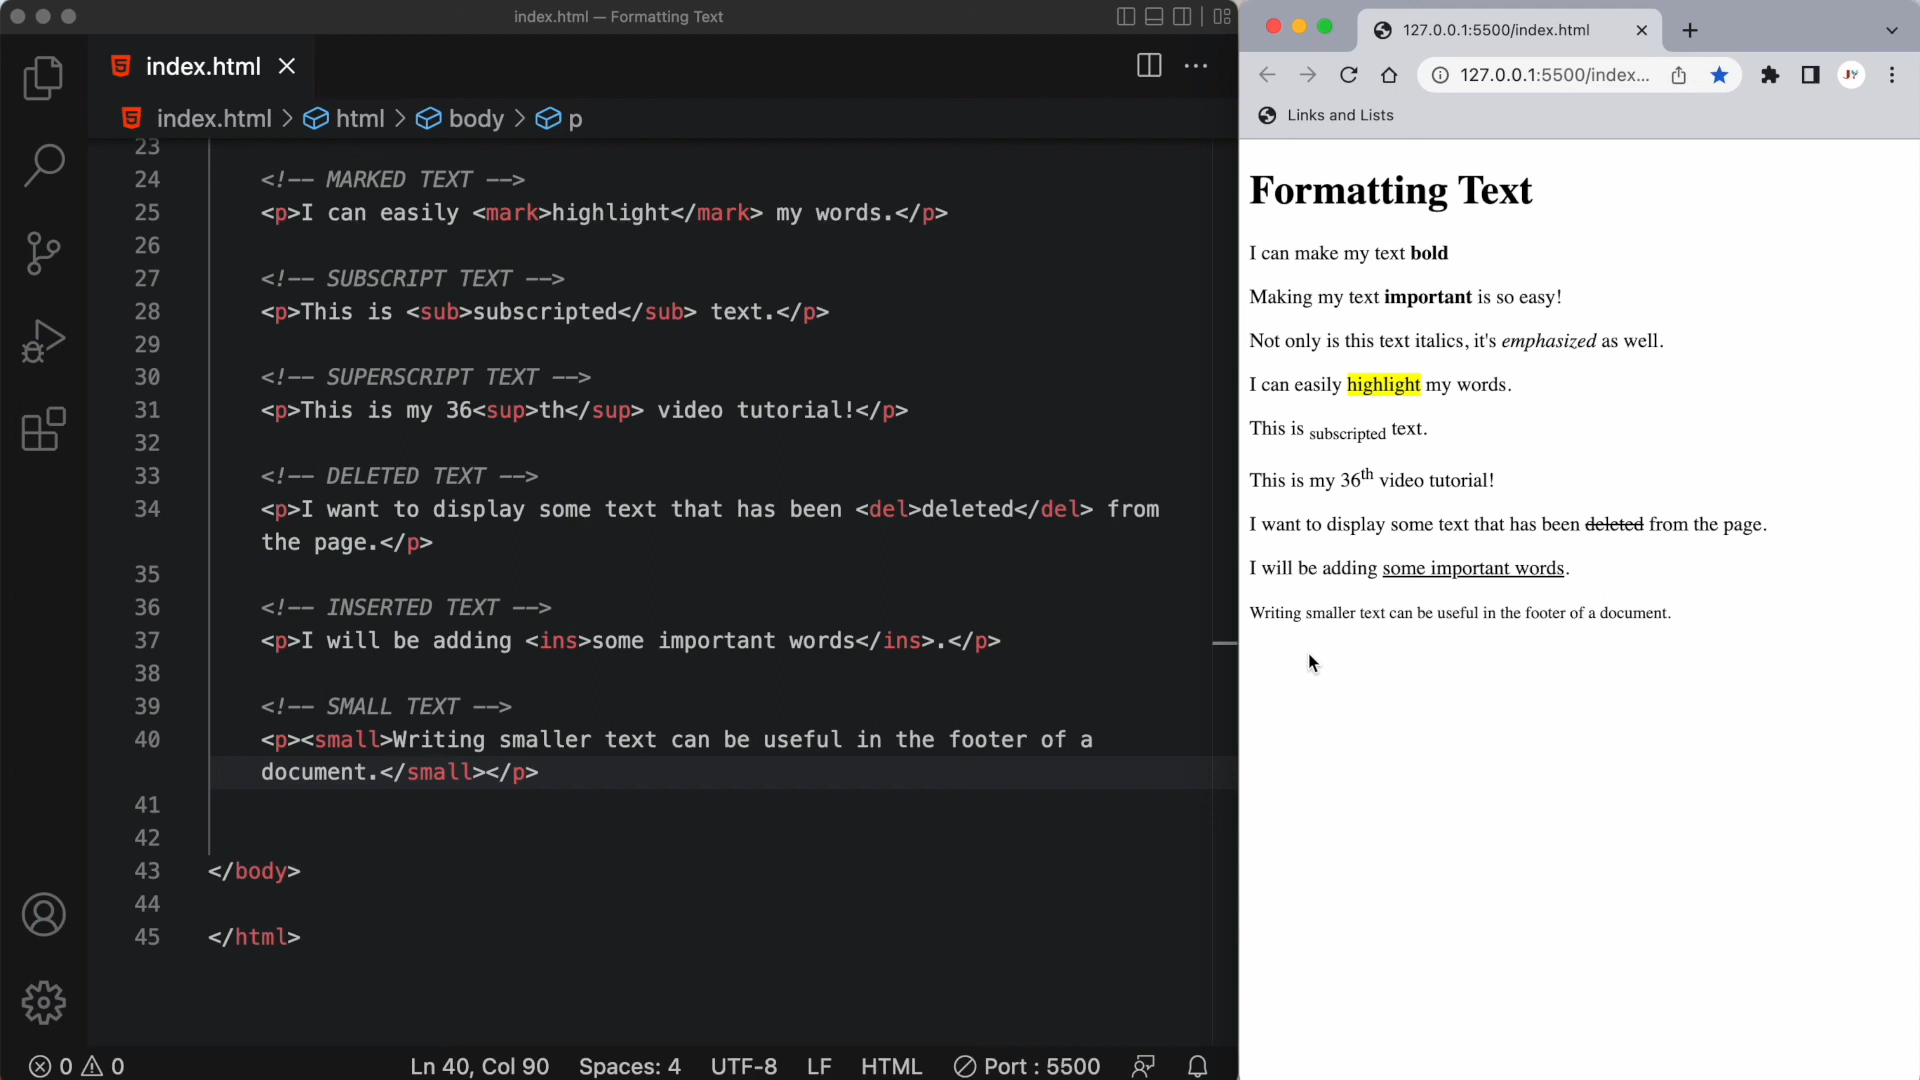 index.html — Formatting Text
index.html
index.html > html > body > p
23
24 <!-- MARKED TEXT -->
25 <p>I can easily <mark>highlight</mark> my words.</p>
26
27 <!-- SUBSCRIPT TEXT -->
28 <p>This is <sub>subscripted</sub> text.</p>
29
30 <!-- SUPERSCRIPT TEXT -->
31 <p>This is my 36<sup>th</sup> video tutorial!</p>
32
33 <!-- DELETED TEXT -->
34 <p>I want to display some text that has been <del>deleted</del> from
the page.</p>
35
36 <!-- INSERTED TEXT -->
37 <p>I will be adding <ins>some important words</ins>.</p>
38
39 <!-- SMALL TEXT -->
40 <p><small>Writing smaller text can be useful in the footer of a
document.</small></p>
41
42
43 </body>
44
45 </html>
0 0 Ln 40, Col 90 Spaces: 4 UTF-8 LF HTML Port : 5500
127.0.0.1:5500/index.html
127.0.0.1:5500/index... JY
Links and Lists
Formatting Text
I can make my text bold
Making my text important is so easy!
Not only is this text italics, it's emphasized as well.
I can easily highlight my words.
This is subscripted text.
This is my 36th video tutorial!
I want to display some text that has been deleted from the page.
I will be adding some important words.
Writing smaller text can be useful in the footer of a document.